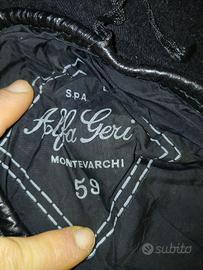 S.P.A.
Alfa Geri
MONTEVARCHI
59
subito